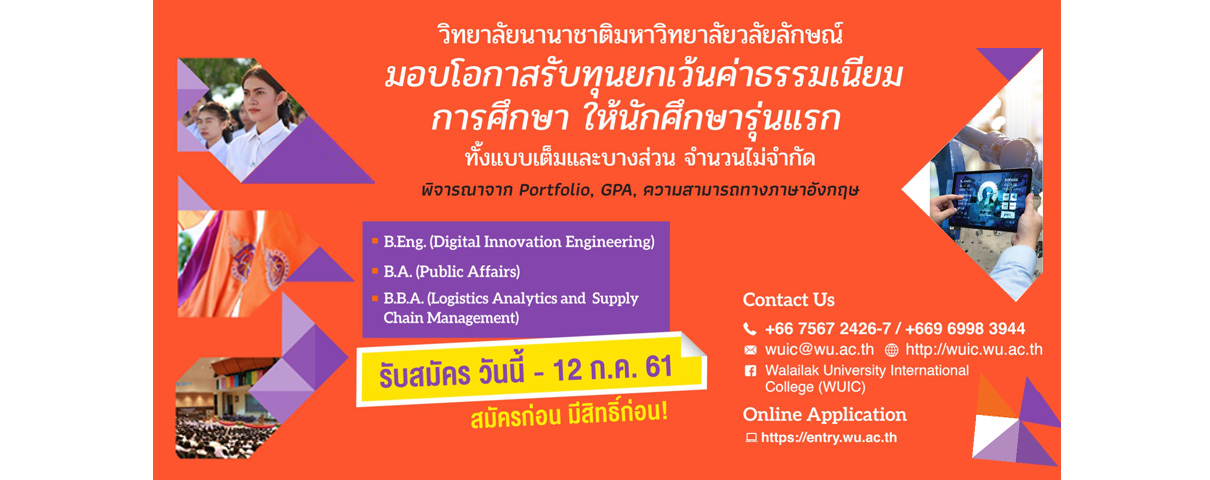 วิทยาลัยนานาชาติมหาวิทยาลัยวลัยลักษณ์
มอบโอกาสรับทุนยกเว้นค่าธรรมเนียม
การศึกษา ให้นักศึกษารุ่นแรก
ทั้งแบบเต็มและบางส่วน จำนวนไม่จำกัด
พิจารณาจาก Portfolio, GPA, ความสามารถทางภาษาอังกฤษ
B.Eng. (Digital Innovation Engineering)
B.A. (Public Affairs)
B.B.A. (Logistics Analytics and Supply
Chain Management)
รับสมัคร วันนี้ - 12 ก.ค. 61
สมัครก่อน มีสิทธิ์ก่อน!
Contact Us
+66 7567 2426-7 / +669 6998 3944
wuic@wu.ac.th http://wuic.wu.ac.th
Walailak University International
College (WUIC)
Online Application
https://entry.wu.ac.th